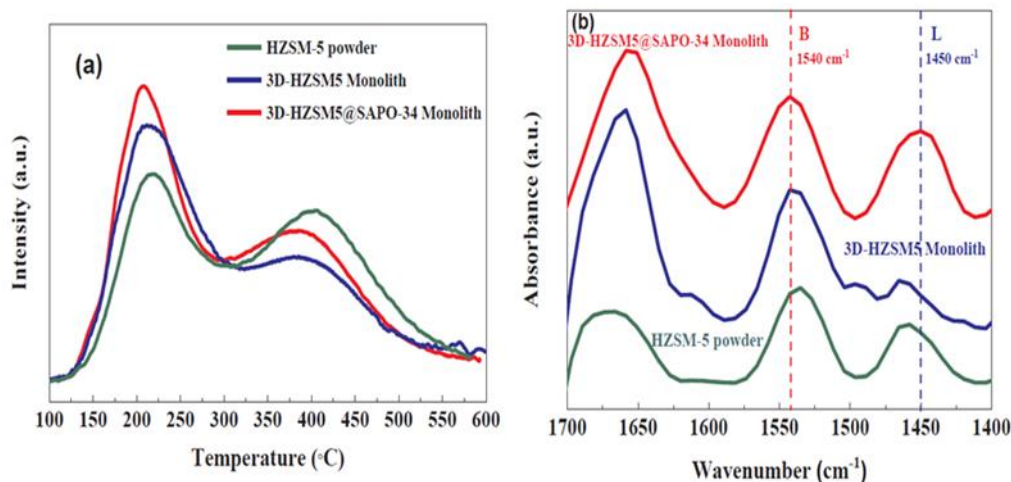 (a)
HZSM-5 powder
3D-HZSM5 Monolith
3D-HZSM5@SAPO-34 Monolith
Intensity (a.u.)
100 150 200 250 300 350 400 450 500 550 600
Temperature (◦C)
(b)
B
1540 cm-1
L
1450 cm-1
3D-HZSM5@SAPO-34 Monolith
3D-HZSM5 Monolith
HZSM-5 powder
Absorbance (a.u.)
1700 1650 1600 1550 1500 1450 1400
Wavenumber (cm-1)